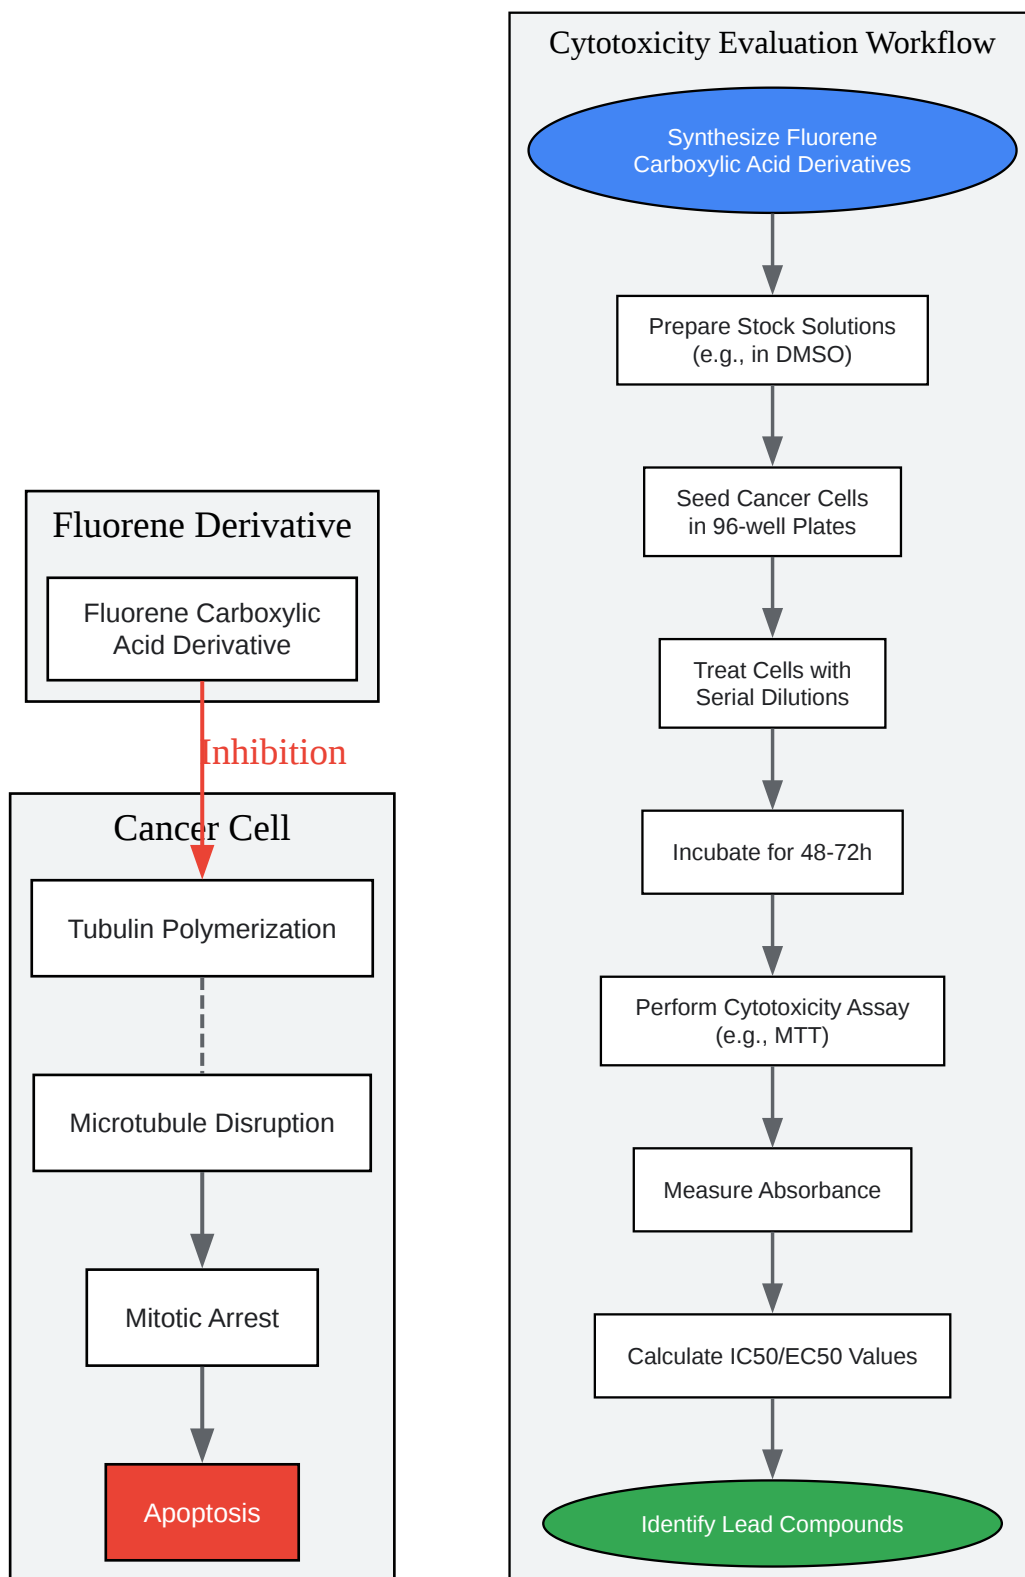 Fluorene Derivative
Fluorene Carboxylic
Acid Derivative
Inhibition
Cancer Cell
Tubulin Polymerization
Microtubule Disruption
Mitotic Arrest
Apoptosis
Cytotoxicity Evaluation Workflow
Synthesize Fluorene
Carboxylic Acid Derivatives
Prepare Stock Solutions
(e.g., in DMSO)
Seed Cancer Cells
in 96-well Plates
Treat Cells with
Serial Dilutions
Incubate for 48-72h
Perform Cytotoxicity Assay
(e.g., MTT)
Measure Absorbance
Calculate IC50/EC50 Values
Identify Lead Compounds